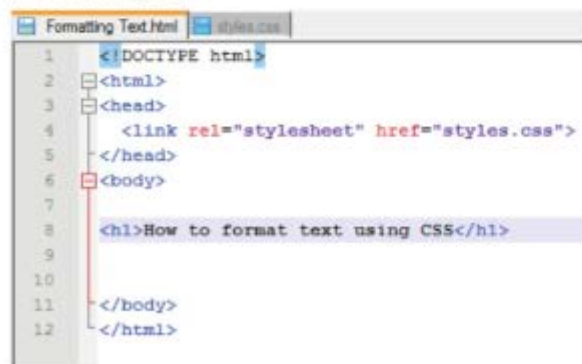 Formatting Text.html styles.css
1 <!DOCTYPE html>
2 <html>
3 <head>
4 <link rel="stylesheet" href="styles.css">
5 </head>
6 <body>
7
8 <h1>How to format text using CSS</h1>
9
10
11 </body>
12 </html>